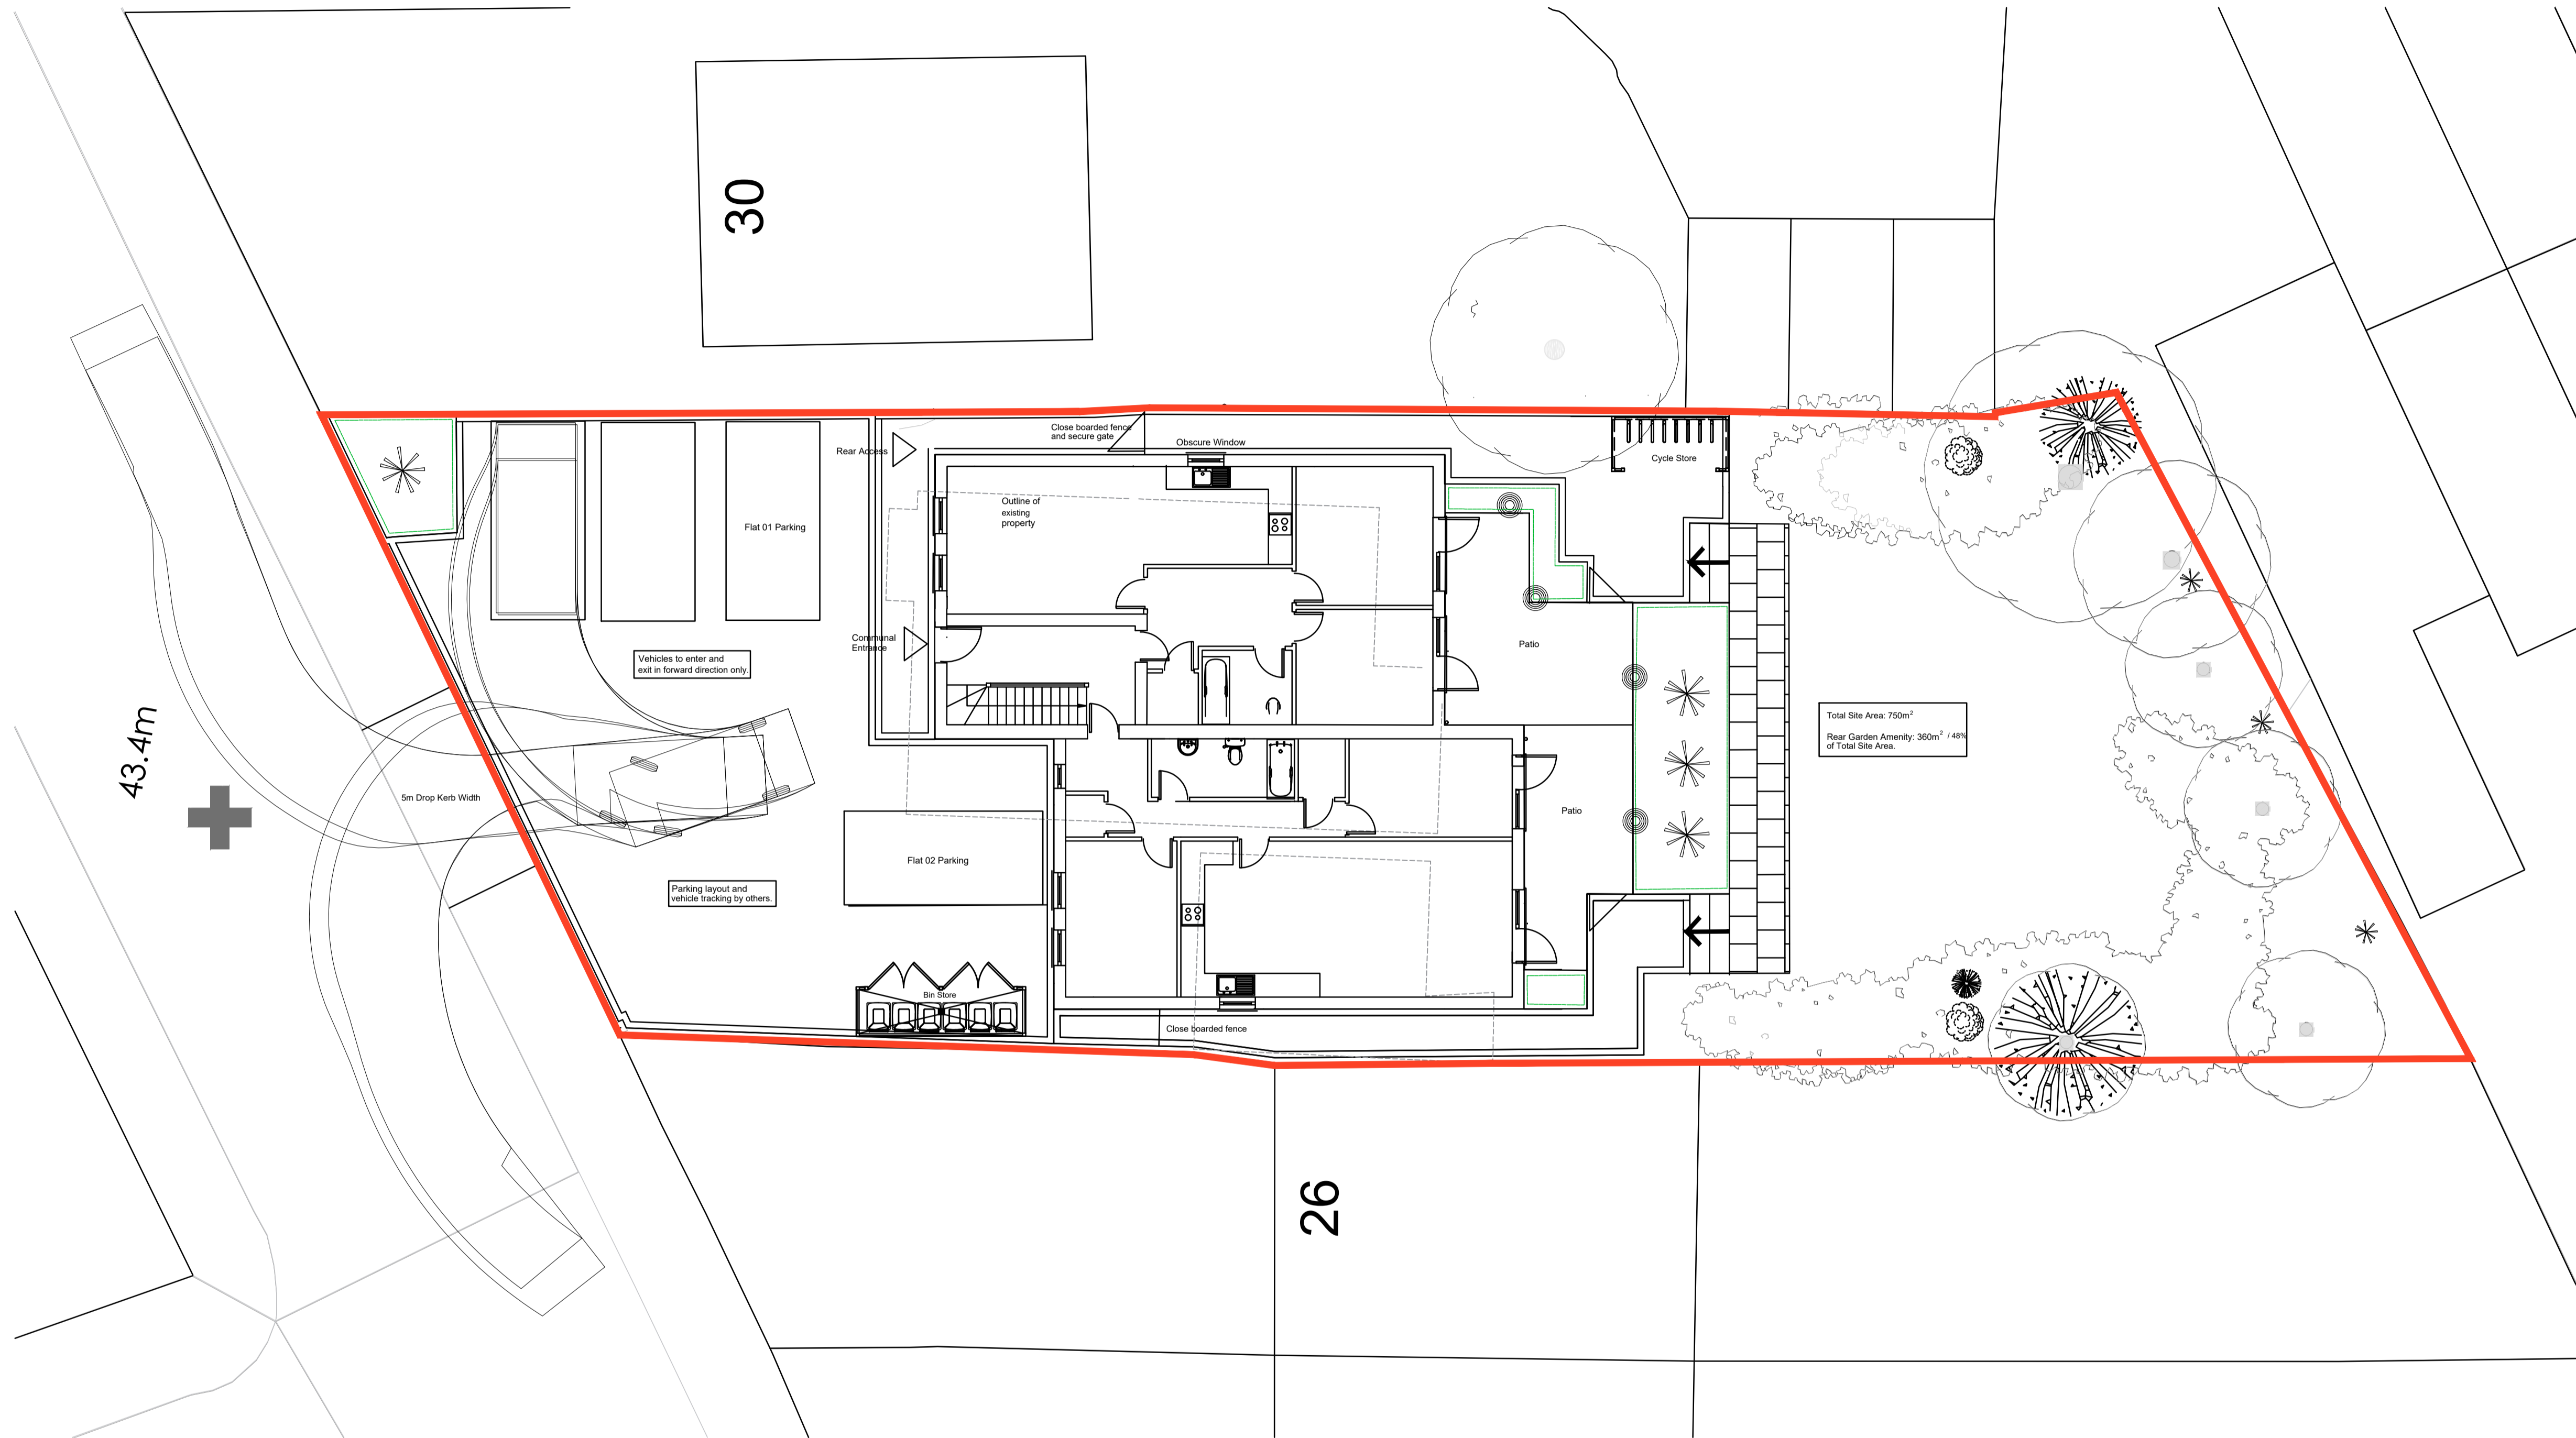 30
Rear Access
Close boarded fence
and secure gate
Obscure Window
Cycle Store
Outline of
existing
property
Flat 01 Parking
Communal
Entrance
Patio
Vehicles to enter and
exit in forward direction only.
Total Site Area: 750m²
Rear Garden Amenity: 360m² / 48%
of Total Site Area.
43.4m
5m Drop Kerb Width
Patio
Flat 02 Parking
Parking layout and
vehicle tracking by others.
Bin Store
Close boarded fence
26